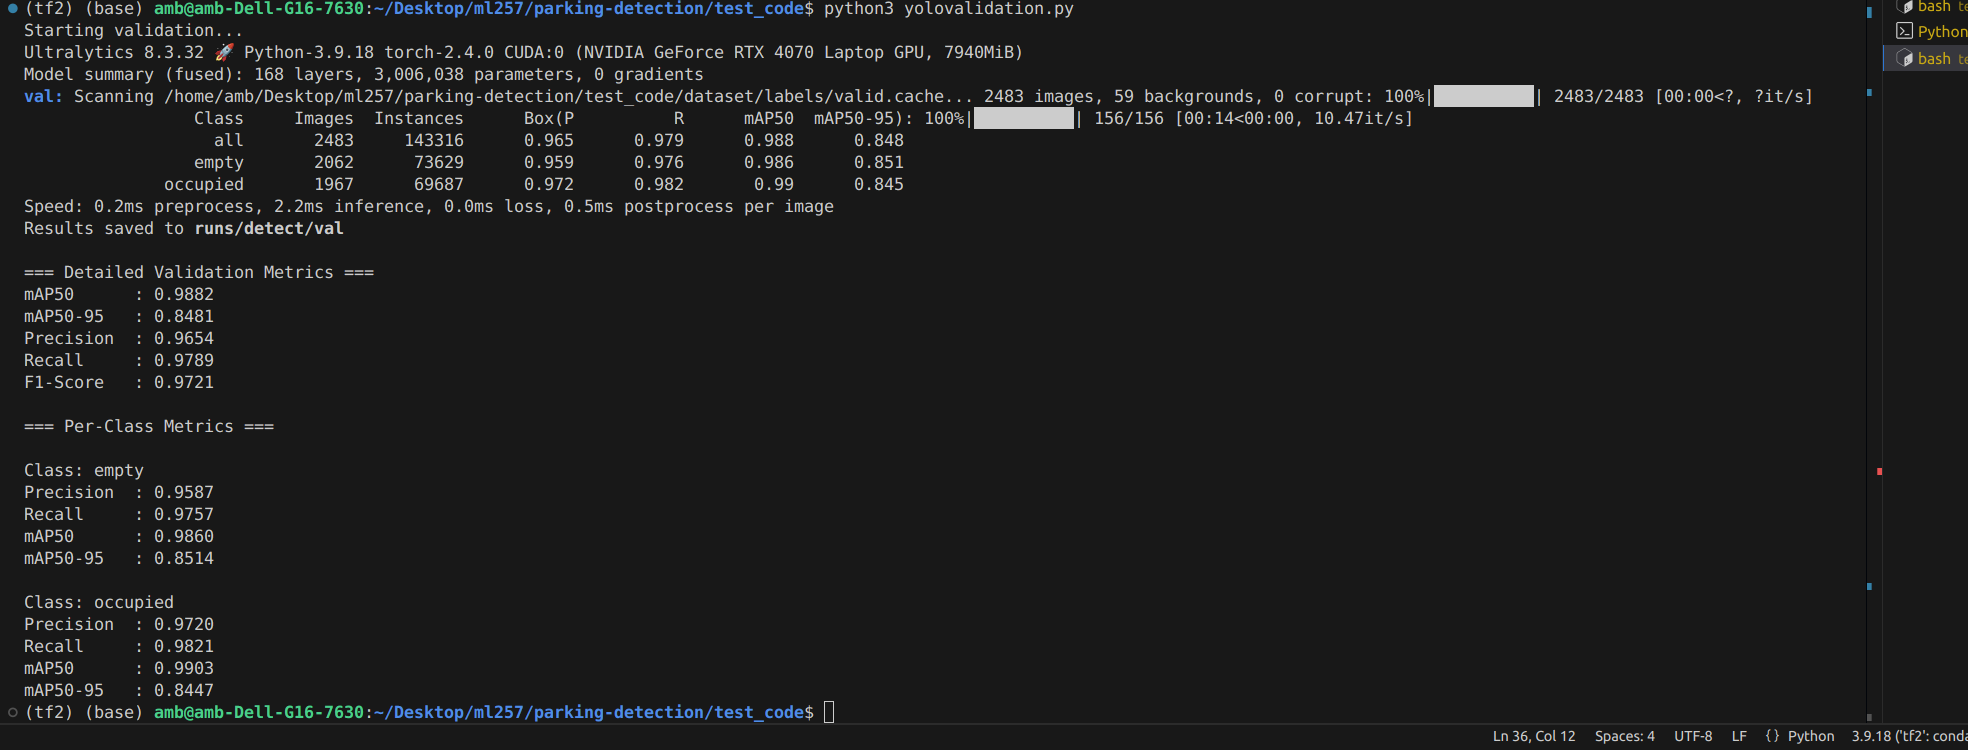 (tf2) (base) amb@amb-Dell-G16-7630:~/Desktop/ml257/parking-detection/test_code$ python3 yolovalidation.py
Starting validation...
Ultralytics 8.3.32 🚀 Python-3.9.18 torch-2.4.0 CUDA:0 (NVIDIA GeForce RTX 4070 Laptop GPU, 7940MiB)
Model summary (fused): 168 layers, 3,006,038 parameters, 0 gradients
val: Scanning /home/amb/Desktop/ml257/parking-detection/test_code/dataset/labels/valid.cache... 2483 images, 59 backgrounds, 0 corrupt: 100%|██████████| 2483/2483 [00:00<?, ?it/s]
Class Images Instances Box(P R mAP50 mAP50-95): 100%|██████████| 156/156 [00:14<00:00, 10.47it/s]
all 2483 143316 0.965 0.979 0.988 0.848
empty 2062 73629 0.959 0.976 0.986 0.851
occupied 1967 69687 0.972 0.982 0.99 0.845
Speed: 0.2ms preprocess, 2.2ms inference, 0.0ms loss, 0.5ms postprocess per image
Results saved to runs/detect/val
=== Detailed Validation Metrics ===
mAP50 : 0.9882
mAP50-95 : 0.8481
Precision : 0.9654
Recall : 0.9789
F1-Score : 0.9721
=== Per-Class Metrics ===
Class: empty
Precision : 0.9587
Recall : 0.9757
mAP50 : 0.9860
mAP50-95 : 0.8514
Class: occupied
Precision : 0.9720
Recall : 0.9821
mAP50 : 0.9903
mAP50-95 : 0.8447
(tf2) (base) amb@amb-Dell-G16-7630:~/Desktop/ml257/parking-detection/test_code$
bash te
Python
bash te
Ln 36, Col 12 Spaces: 4 UTF-8 LF {} Python 3.9.18 ('tf2': conda